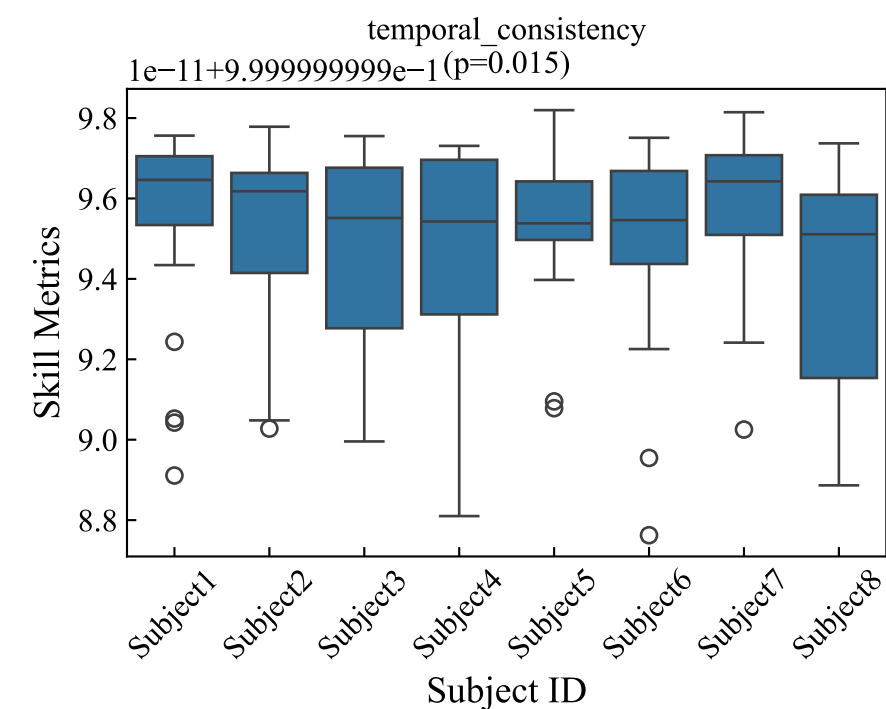 temporal_consistency
(p=0.015)
1e−11+9.999999999e−1
9.8
9.6
9.4
9.2
9.0
8.8
Skill Metrics
Subject1
Subject2
Subject3
Subject4
Subject5
Subject6
Subject7
Subject8
Subject ID